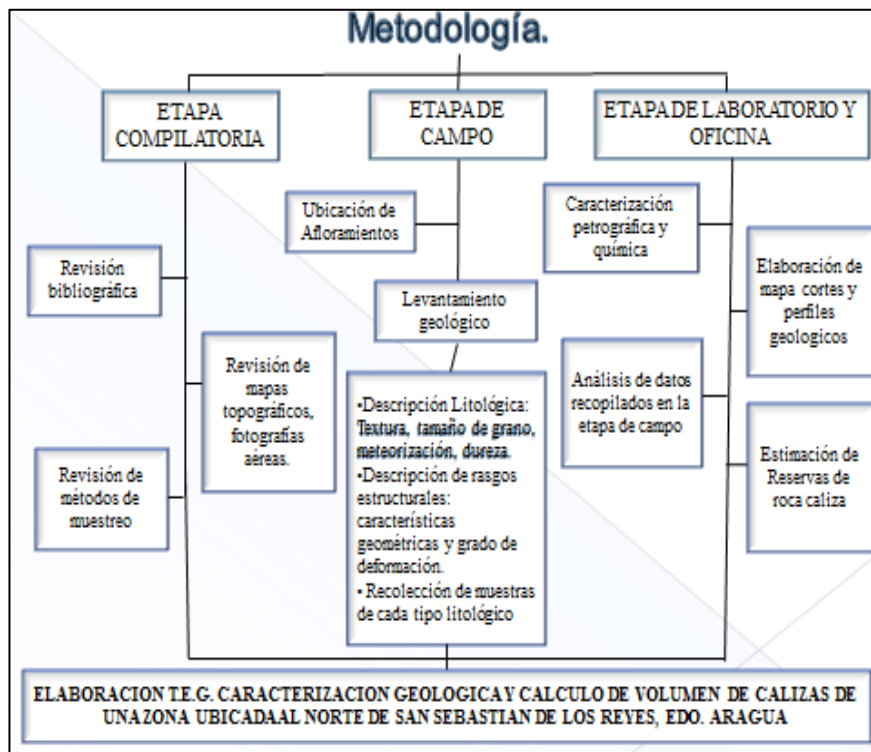 Metodología.
ETAPA
COMPILATORIA
ETAPA DE
CAMPO
ETAPA DE LABORATORIO Y
OFICINA
Revisión
bibliográfica
Revisión de
mapas
topográficos,
fotografías
aéreas.
Revisión de
métodos de
muestreo
Ubicación de
Afloramientos
Levantamiento
geológico
•Descripción Litológica:
Textura, tamaño de grano,
meteorización, dureza.
•Descripción de rasgos
estructurales:
características
geométricas y grado de
deformación.
• Recolección de muestras
de cada tipo litológico
Caracterización
petrográfica y
química
Elaboración de
mapa cortes y
perfiles
geologicos
Análisis de datos
recopilados en la
etapa de campo
Estimación de
Reservas de
roca caliza
ELABORACION T.E.G. CARACTERIZACION GEOLOGICA Y CALCULO DE VOLUMEN DE CALIZAS DE
UNA ZONA UBICADA AL NORTE DE SAN SEBASTIAN DE LOS REYES, EDO. ARAGUA